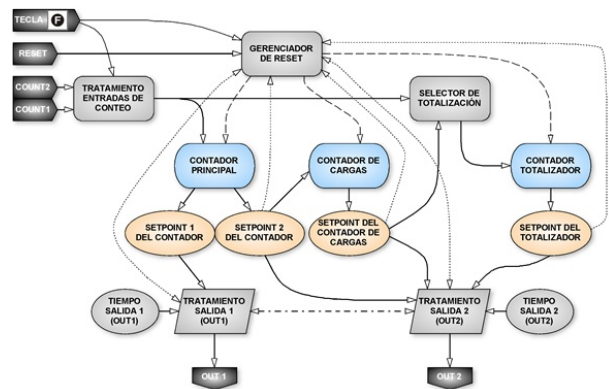 TECLA F
GERENCIADOR
DE RESET
RESET
COUNT2
COUNT1
TRATAMIENTO
ENTRADAS DE
CONTEO
SELECTOR DE
TOTALIZACIÓN
CONTADOR
PRINCIPAL
CONTADOR DE
CARGAS
CONTADOR
TOTALIZADOR
SETPOINT 1
DEL CONTADOR
SETPOINT 2
DEL CONTADOR
SETPOINT DEL
CONTADOR DE
CARGAS
SETPOINT DEL
TOTALIZADOR
TIEMPO
SALIDA 1
(OUT1)
TRATAMIENTO
SALIDA 1
(OUT1)
TRATAMIENTO
SALIDA 2
(OUT2)
TIEMPO
SALIDA 2
(OUT2)
OUT 1
OUT 2